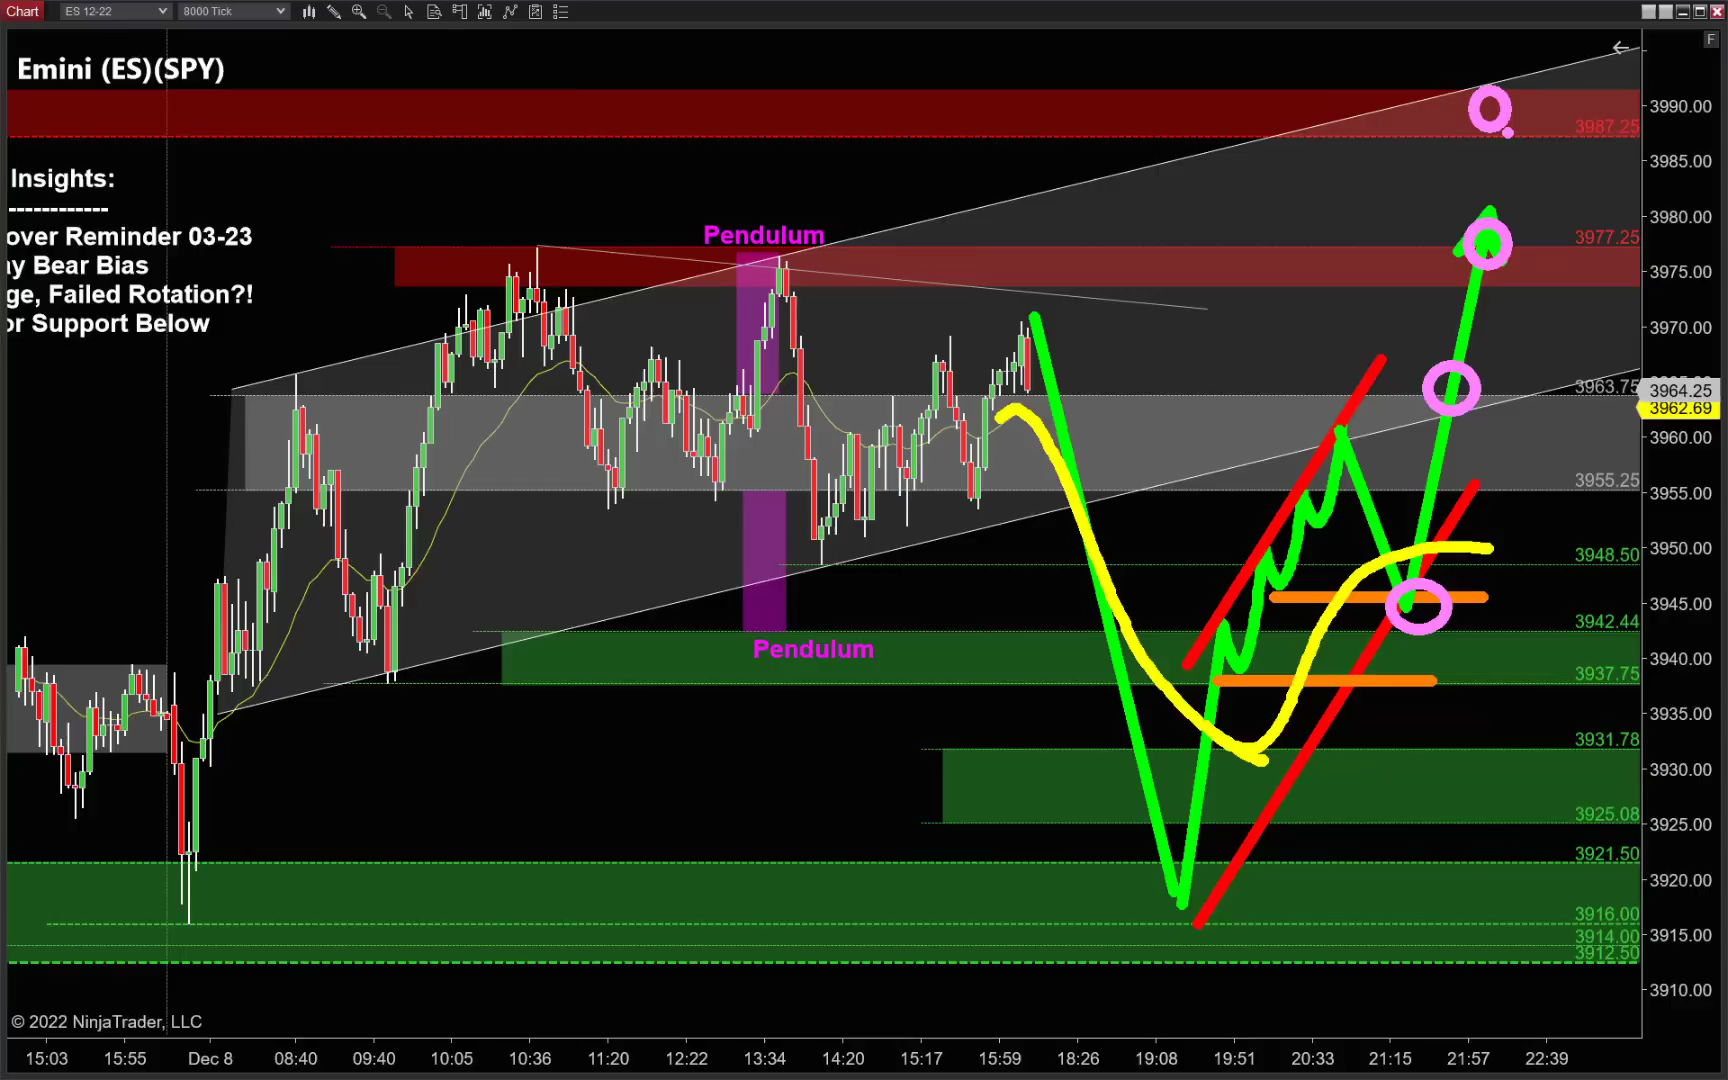 Chart ES 12-22 8000 Tick
F
Emini (ES)(SPY)
3990.00
3987.25
Insights:
3985.00
------------
over Reminder 03-23
ay Bear Bias
ge, Failed Rotation?!
or Support Below
Pendulum
3980.00
3977.25
3975.00
3970.00
3963.75
3964.25
3962.69
3960.00
3955.25
3955.00
3950.00
3948.50
3945.00
3942.44
Pendulum
3940.00
3937.75
3935.00
3931.78
3930.00
3925.08
3925.00
3921.50
3920.00
3916.00
3914.00
3915.00
3912.50
3910.00
© 2022 NinjaTrader, LLC
15:03 15:55 Dec 8 08:40 09:40 10:05 10:36 11:20 12:22 13:34 14:20 15:17 15:59 18:26 19:08 19:51 20:33 21:15 21:57 22:39